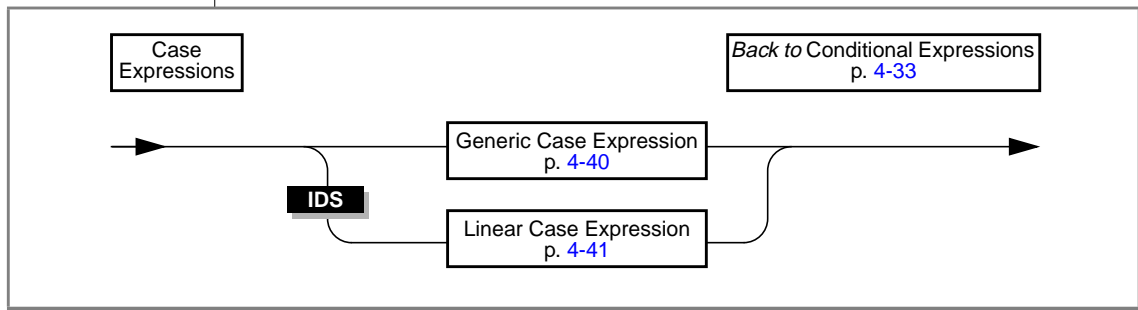 Case
Expressions
Back to Conditional Expressions
p. 4-33
Generic Case Expression
p. 4-40
IDS
Linear Case Expression
p. 4-41